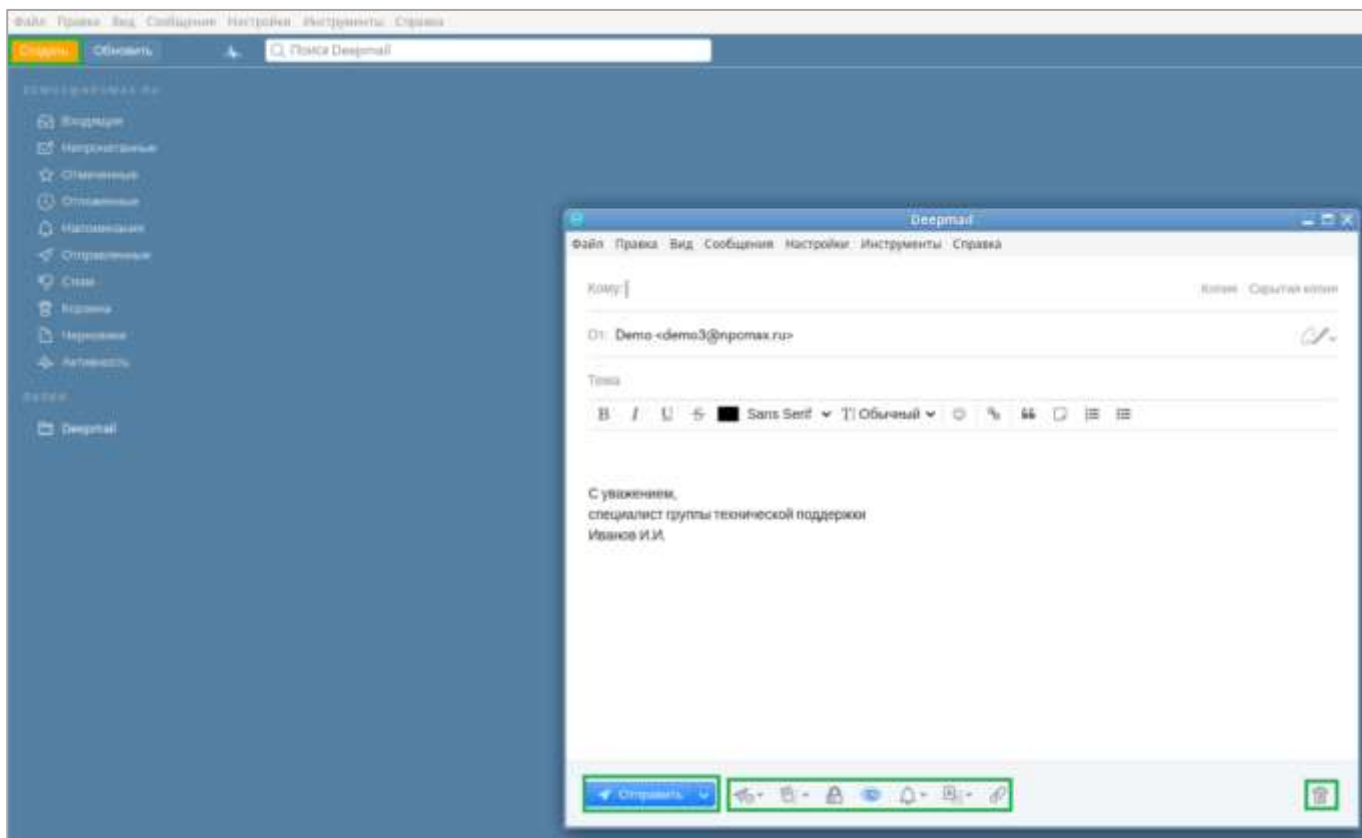 Файл Правка Вид Сообщения Настройки Инструменты Справка
Создать Обновить Поиск Deepmail
Входящие
Непрочитанные
Отмеченные
Отложенные
Напоминания
Отправленные
Спам
Корзина
Черновики
Активность
Deepmail
Deepmail
Файл Правка Вид Сообщения Настройки Инструменты Справка
Кому: Копия Скрытая копия
От: Demo <demo3@npomax.ru>
Тема
B I U S Sans Serif Обычный
С уважением,
специалист группы технической поддержки
Иванов И.И.
Отправить